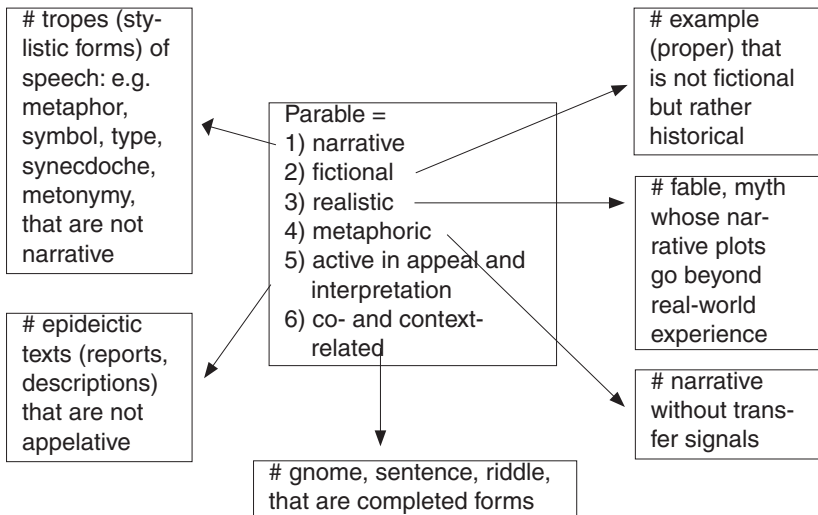 # tropes (sty-
listic forms) of
speech: e.g.
metaphor,
symbol, type,
synecdoche,
metonymy,
that are not
narrative
# epideictic
texts (reports,
descriptions)
that are not
appelative
Parable =
1) narrative
2) fictional
3) realistic
4) metaphoric
5) active in appeal and
interpretation
6) co- and context-
related
# gnome, sentence, riddle,
that are completed forms
# example
(proper) that
is not fictional
but rather
historical
# fable, myth
whose nar-
rative plots
go beyond
real-world
experience
# narrative
without trans-
fer signals